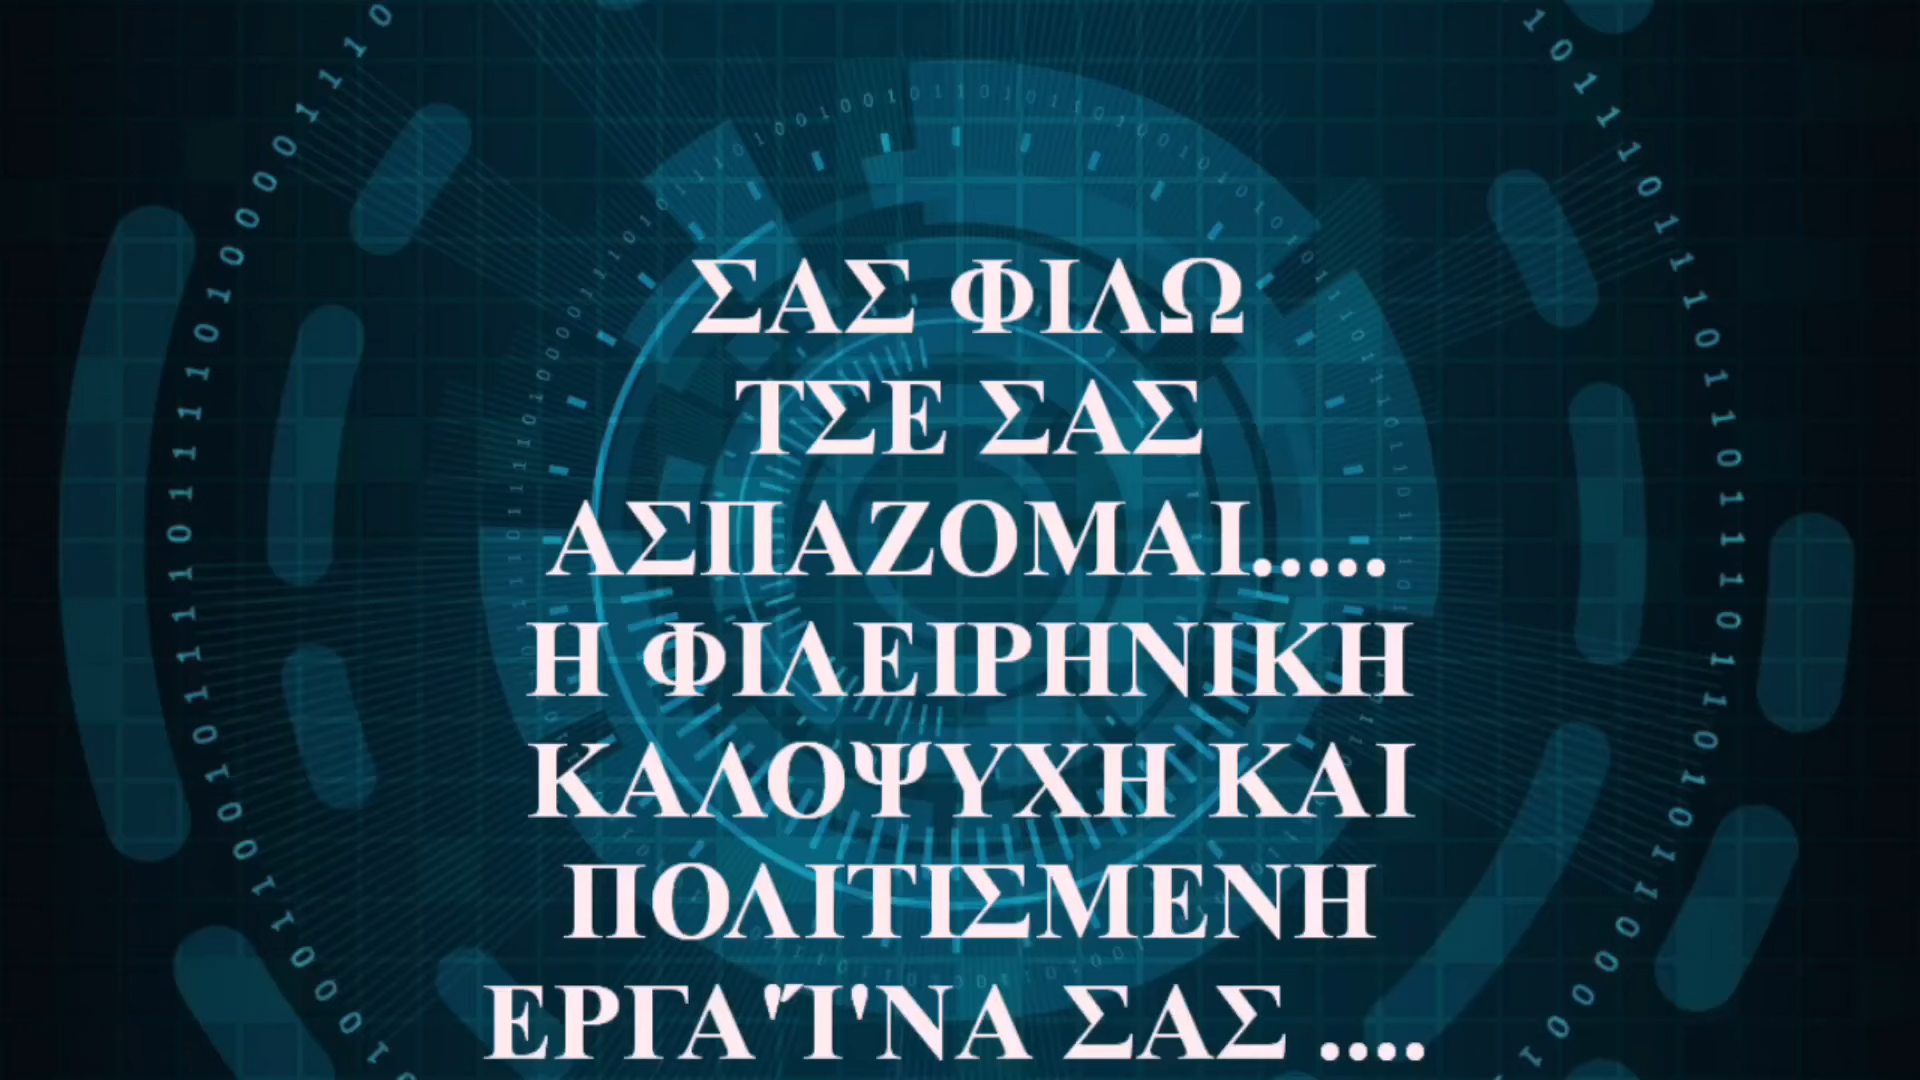 ΣΑΣ ΦΙΛΩ
ΤΣΕ ΣΑΣ
ΑΣΠΑΖΟΜΑΙ.....
Η ΦΙΛΕΙΡΗΝΙΚΗ
ΚΑΛΟΨΥΧΗ ΚΑΙ
ΠΟΛΙΤΙΣΜΕΝΗ
ΕΡΓΑ'Ί'ΝΑ ΣΑΣ ....